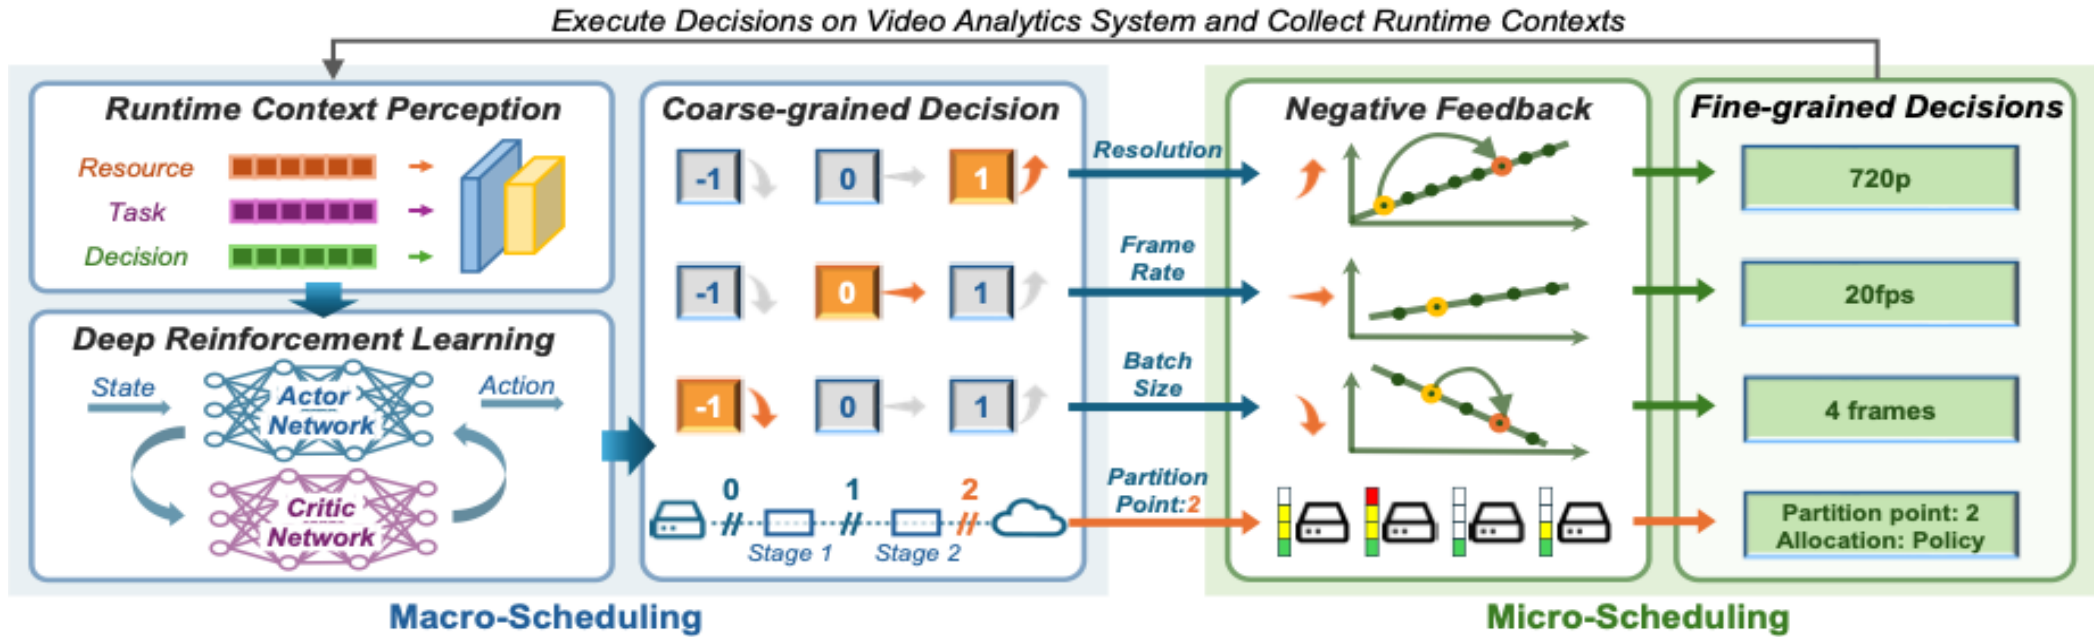 Execute Decisions on Video Analytics System and Collect Runtime Contexts
Runtime Context Perception
Resource
Task
Decision
Deep Reinforcement Learning
State
Actor
Network
Action
Critic
Network
Coarse-grained Decision
-1
0
1
-1
0
1
-1
0
1
0
1
2
//
//
//
Stage 1
Stage 2
Resolution
Frame
Rate
Batch
Size
Partition
Point:2
Negative Feedback
Fine-grained Decisions
720p
20fps
4 frames
Partition point: 2
Allocation: Policy
Macro-Scheduling
Micro-Scheduling